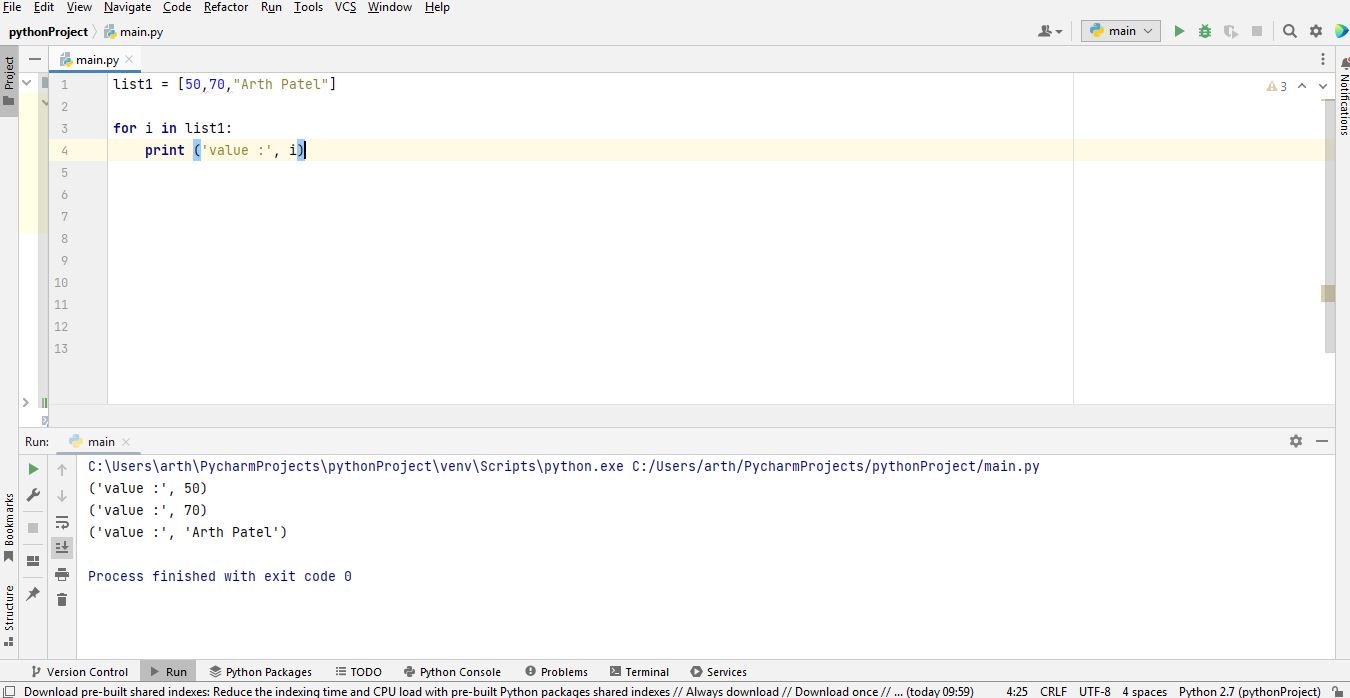 File Edit View Navigate Code Refactor Run Tools VCS Window Help
pythonProject main.py main
Project
main.py
1 list1 = [50,70,"Arth Patel"] 3
2
3 for i in list1:
4     print ('value :', i)
5
6
7
8
9
10
11
12
13
Notifications
Run: main
C:\Users\arth\PycharmProjects\pythonProject\venv\Scripts\python.exe C:/Users/arth/PycharmProjects/pythonProject/main.py
('value :', 50)
('value :', 70)
('value :', 'Arth Patel')
Process finished with exit code 0
Bookmarks
Structure
Version Control Run Python Packages TODO Python Console Problems Terminal Services
Download pre-built shared indexes: Reduce the indexing time and CPU load with pre-built Python packages shared indexes // Always download // Download once // ... (today 09:59) 4:25 CRLF UTF-8 4 spaces Python 2.7 (pythonProject)